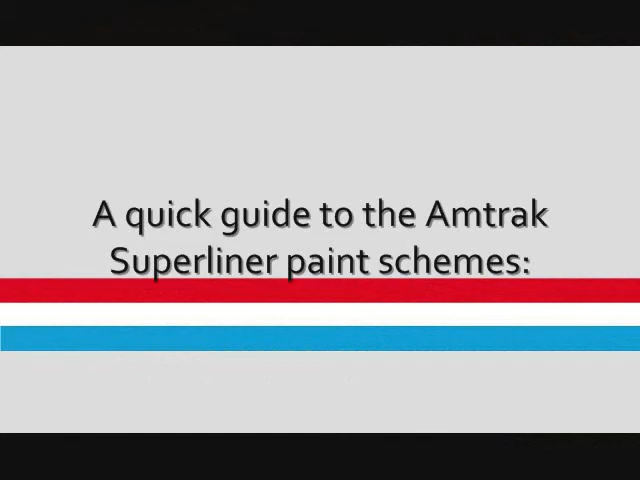 A quick guide to the Amtrak
Superliner paint schemes: